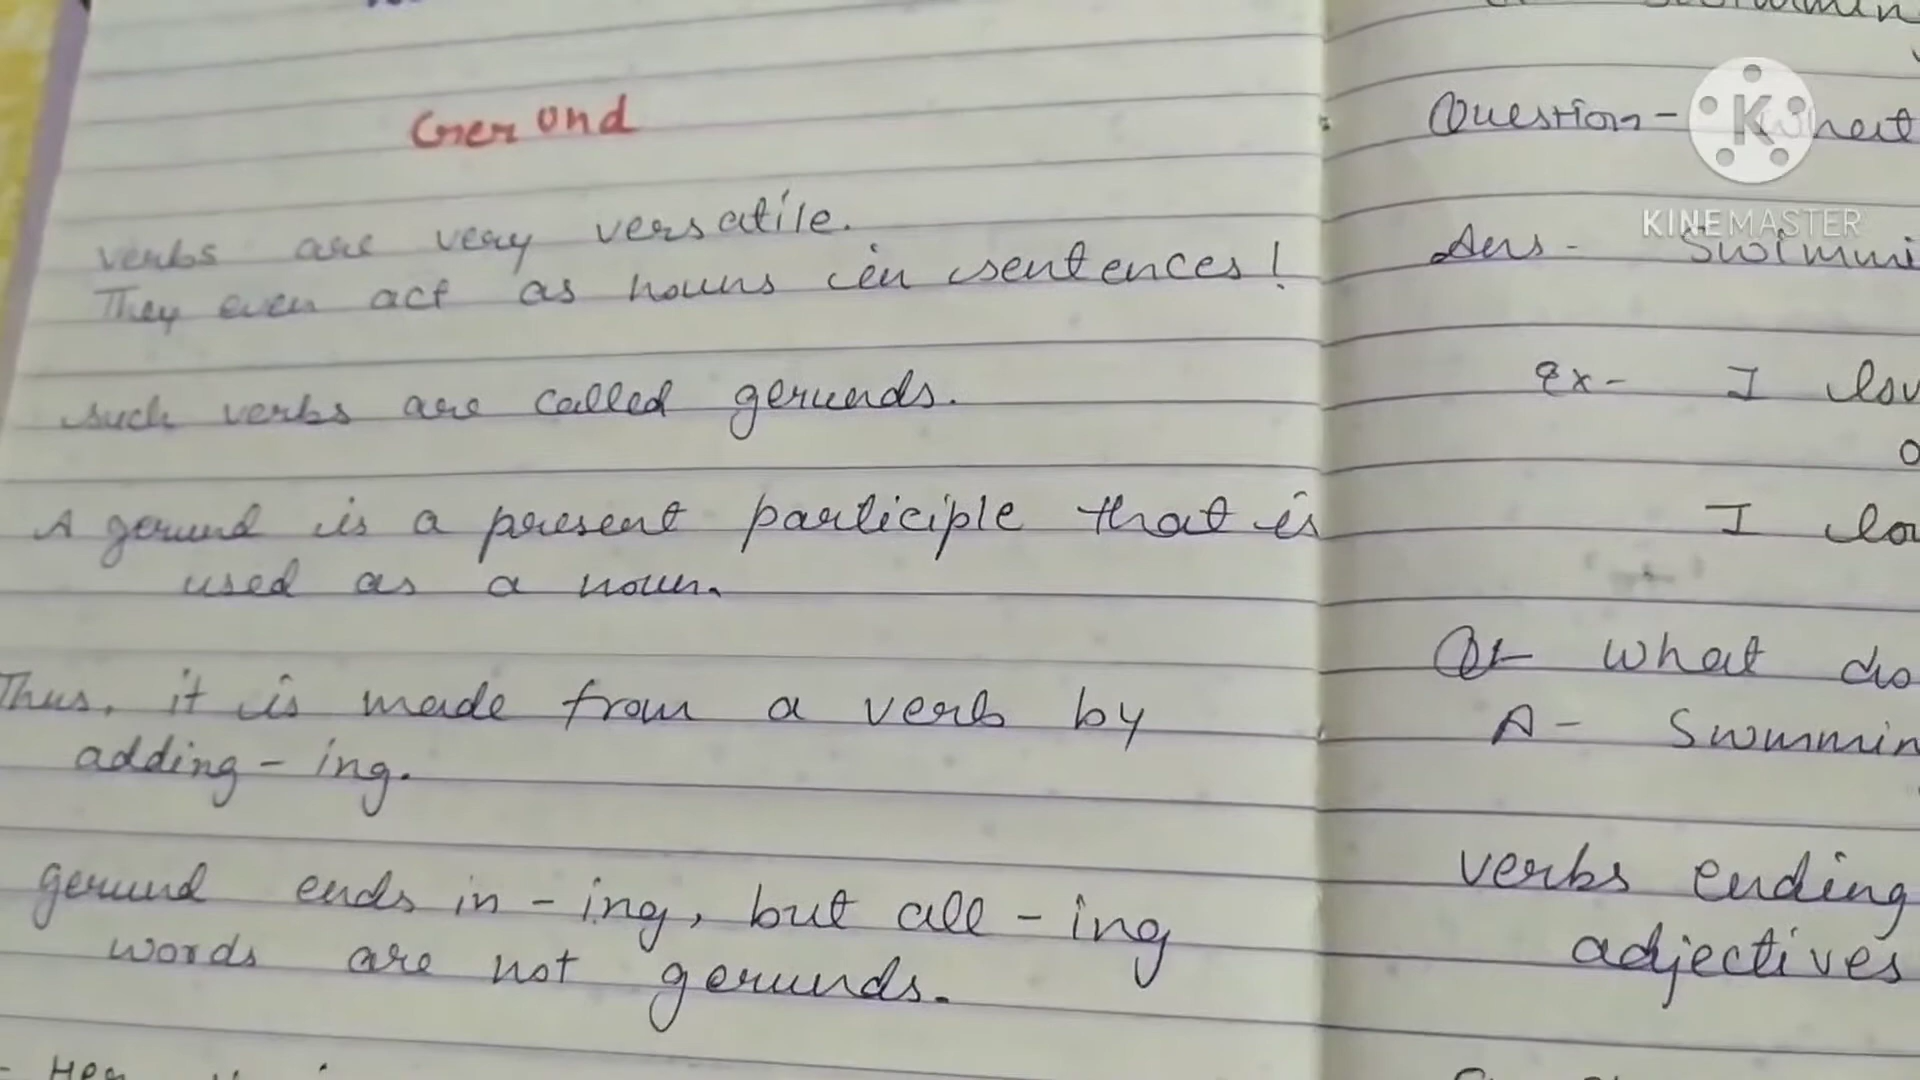 Gerund
verbs are very versatile.
They even act as nouns in sentences!
such verbs are called gerunds.
A gerund is a present participle that is
used as a noun.
Thus, it is made from a verb by
adding - ing.
gerund ends in - ing, but all - ing
words are not gerunds.
Question -
KINEMASTER
Ans -
ex - I
I
Or what do
A -
verbs ending
adjectives